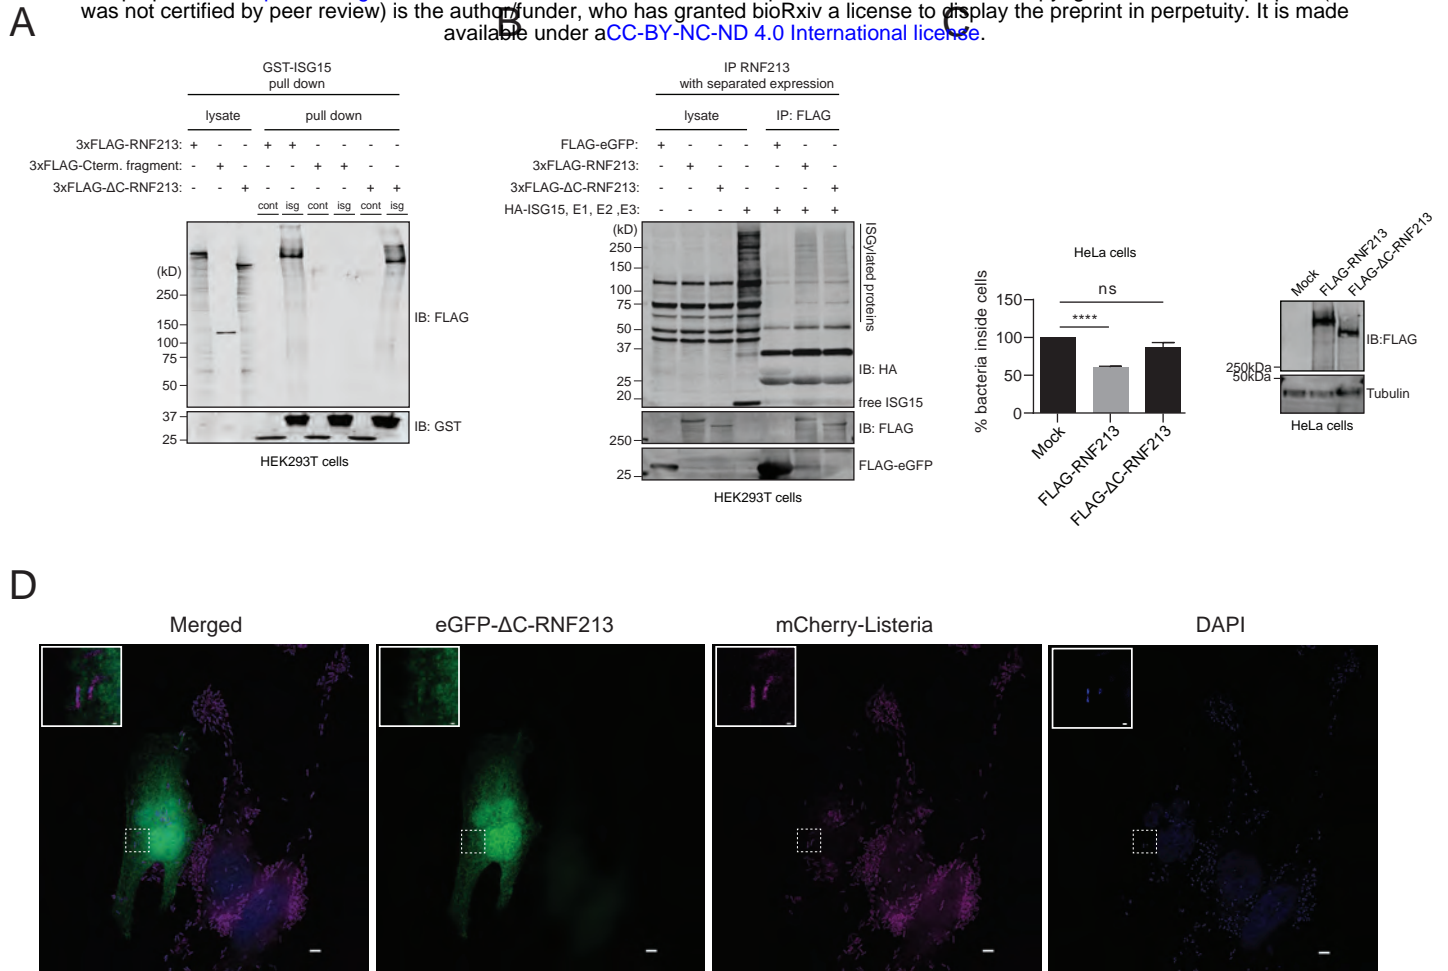 was not certified by peer review) is the author/funder, who has granted bioRxiv a license to display the preprint in perpetuity. It is made
available under aCC-BY-NC-ND 4.0 International license.
A
B
C
GST-ISG15
pull down
lysate pull down
3xFLAG-RNF213: + - - + + - - - -
3xFLAG-Cterm. fragment: - + - - - + + - -
3xFLAG-ΔC-RNF213: - - + - - - - + +
cont isg cont isg cont isg
(kD)
250
150
100
75
50
37
25
IB: FLAG
IB: GST
HEK293T cells
IP RNF213
with separated expression
lysate IP: FLAG
FLAG-eGFP: + - - - + - -
3xFLAG-RNF213: - + - - - + -
3xFLAG-ΔC-RNF213: - - + - - - +
HA-ISG15, E1, E2 ,E3: - - - + + + +
(kD)
250
150
100
75
50
37
25
20
250
25
ISGylated proteins
IB: HA
free ISG15
IB: FLAG
FLAG-eGFP
HEK293T cells
HeLa cells
% bacteria inside cells
150
100
50
0
ns
****
Mock
FLAG-RNF213
FLAG-ΔC-RNF213
Mock
FLAG-RNF213
FLAG-ΔC-RNF213
IB:FLAG
250kDa
50kDa
Tubulin
HeLa cells
D
Merged
eGFP-ΔC-RNF213
mCherry-Listeria
DAPI